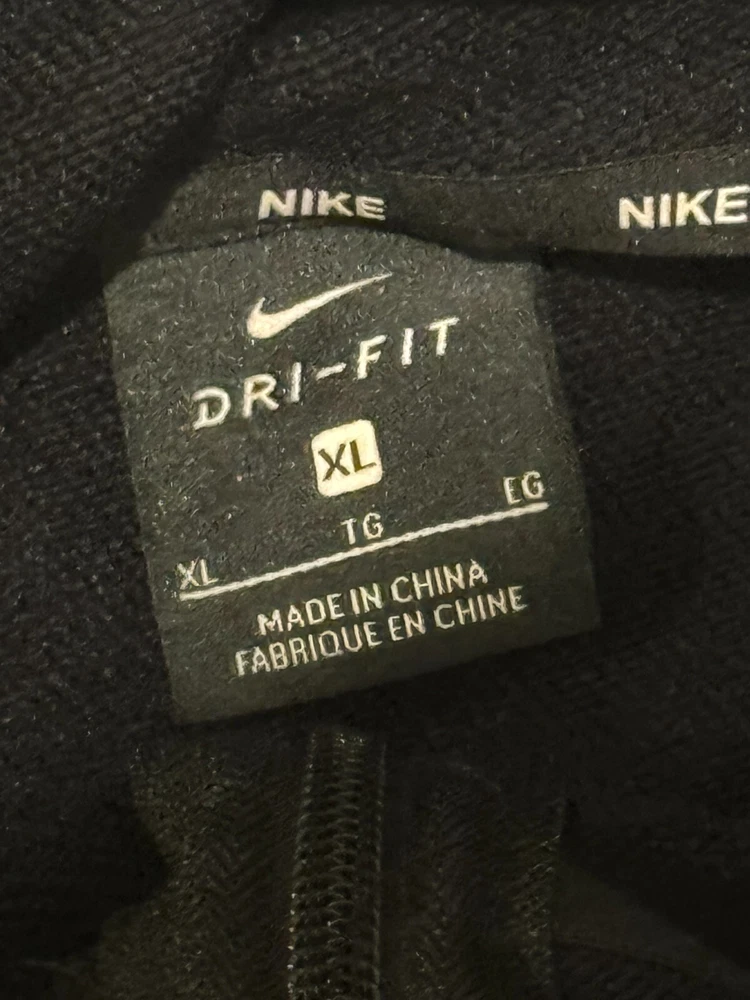 NIKE NIKE
DRI-FIT
XL
XL TG EG
MADE IN CHINA
FABRIQUE EN CHINE